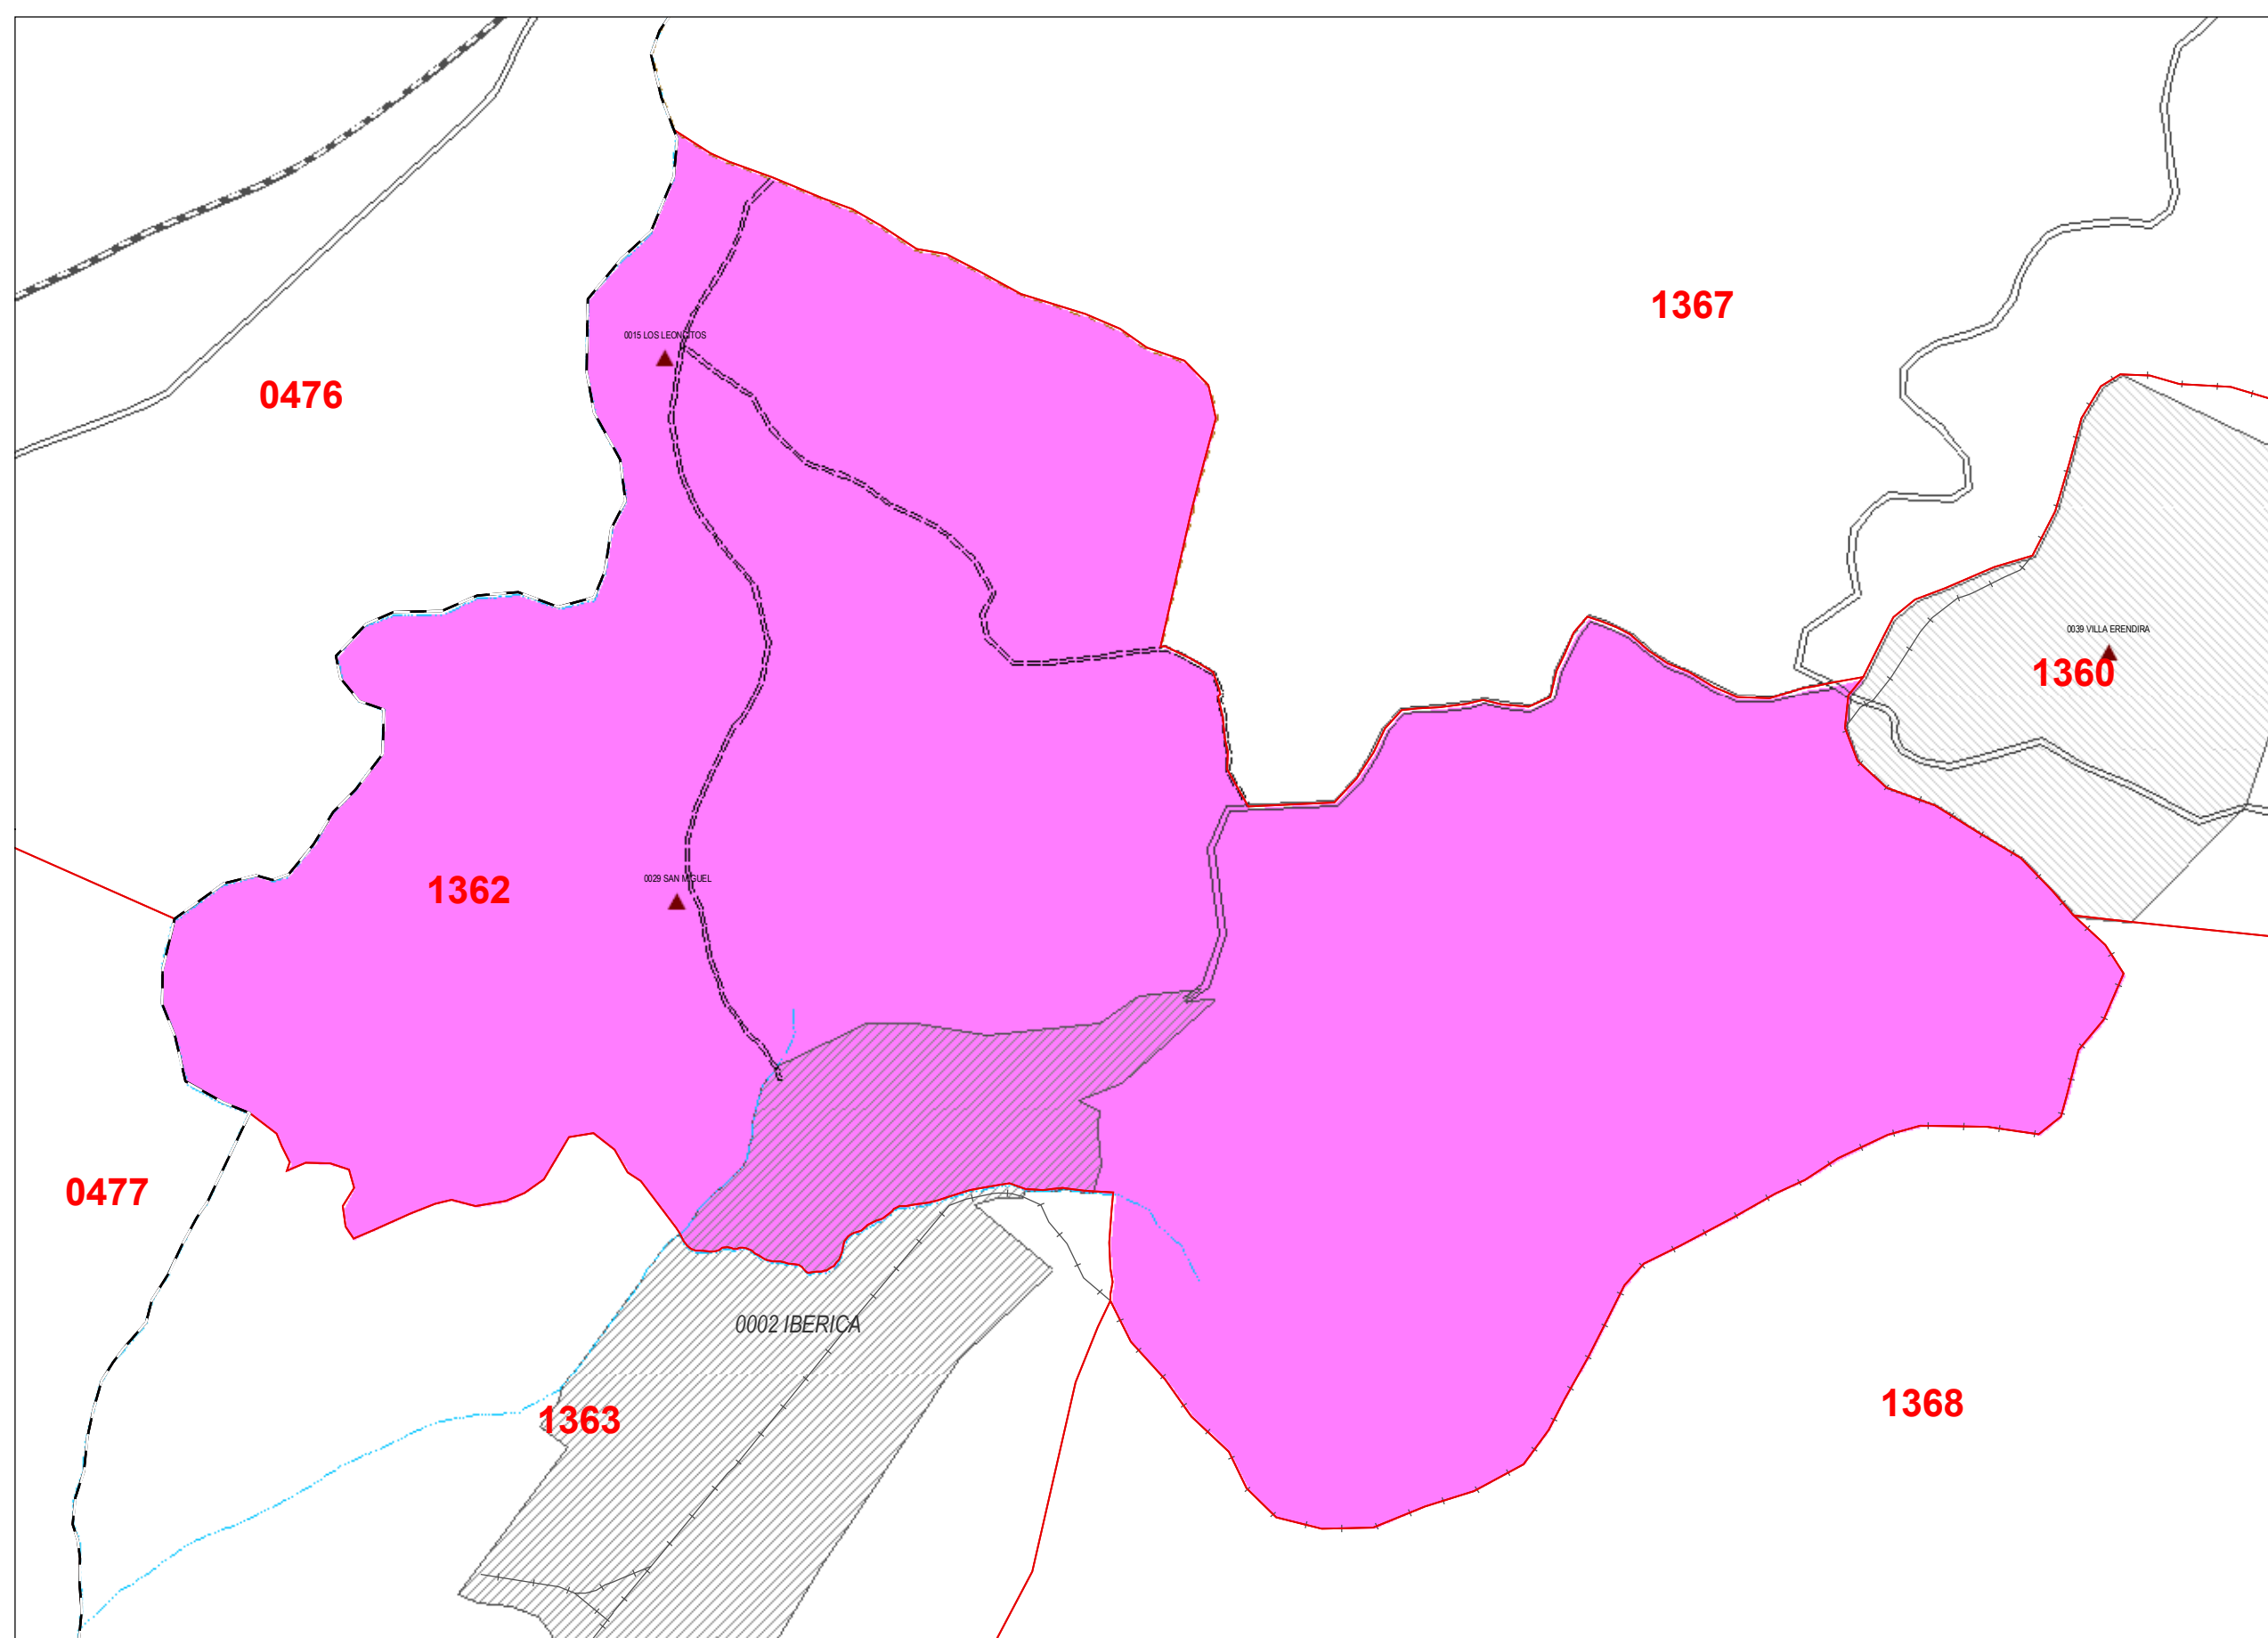 1367
0015 LOS LEONCITOS
0476
0039 VILLA ERENDIRA
1360
0029 SAN MIGUEL
1362
0477
0002 IBERICA
1363
1368